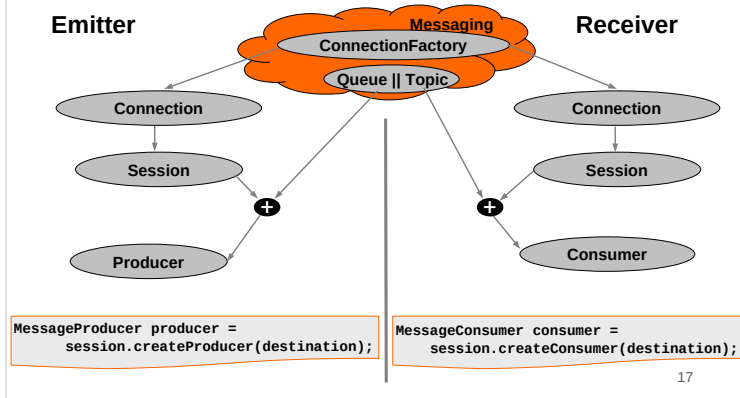 Emitter
Messaging
Receiver
ConnectionFactory
Queue || Topic
Connection
Connection
Session
Session
+
+
Producer
Consumer
MessageProducer producer =
session.createProducer(destination);
MessageConsumer consumer =
session.createConsumer(destination);
17